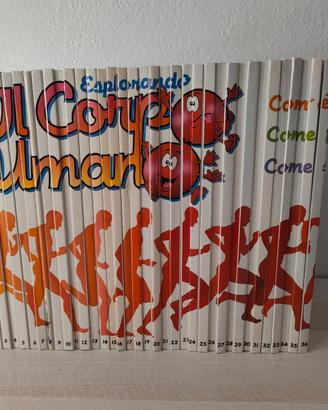 Esplorando
Il Corpo
Umano
Com'è
Come
Come
3 4 5 6 7 8 9 10 11 12 13 14 15 16 17 18 19 20 21 22 23 24 25 26 27 28 29 30 31 32 33 34 35 36